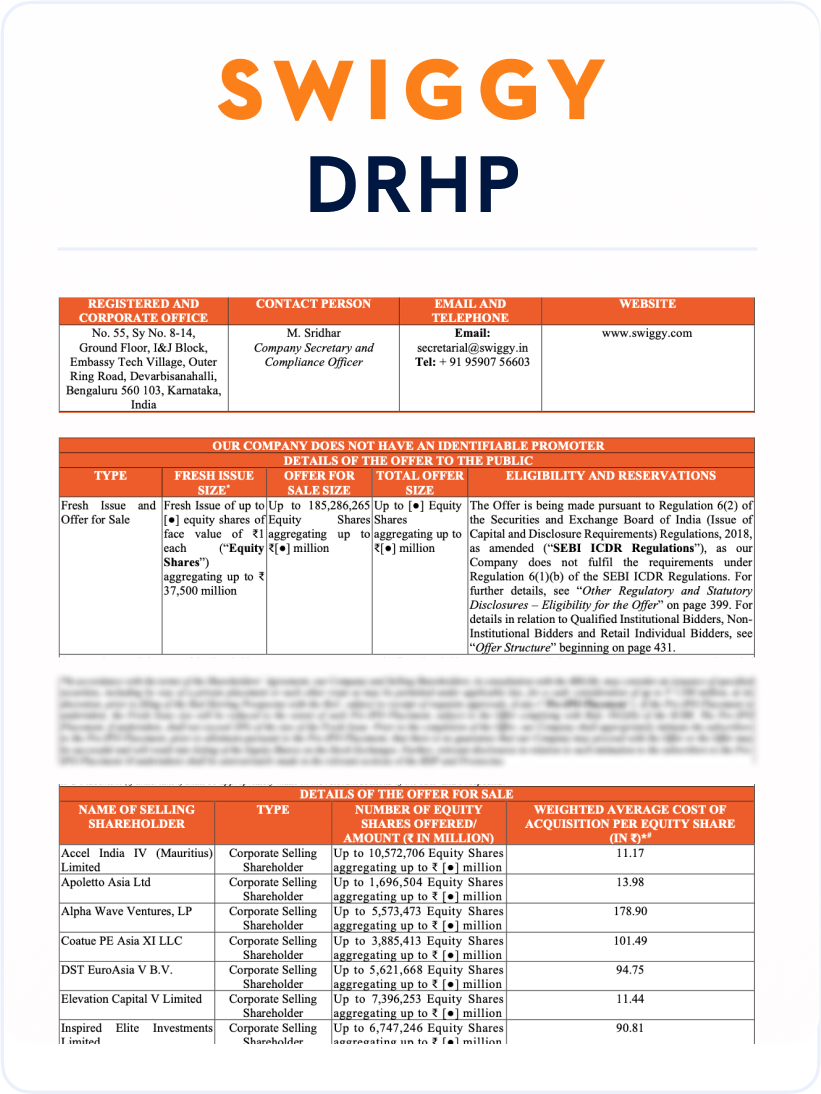 SWIGGY
DRHP
REGISTERED AND
CORPORATE OFFICE
CONTACT PERSON
EMAIL AND
TELEPHONE
WEBSITE
No. 55, Sy No. 8-14,
Ground Floor, I&J Block,
Embassy Tech Village, Outer
Ring Road, Devarbisanahalli,
Bengaluru 560 103, Karnataka,
India
M. Sridhar
Company Secretary and
Compliance Officer
Email:
secretarial@swiggy.in
Tel: + 91 95907 56603
www.swiggy.com
OUR COMPANY DOES NOT HAVE AN IDENTIFIABLE PROMOTER
DETAILS OF THE OFFER TO THE PUBLIC
TYPE
FRESH ISSUE
SIZE*
OFFER FOR
SALE SIZE
TOTAL OFFER
SIZE
ELIGIBILITY AND RESERVATIONS
Fresh Issue and
Offer for Sale
Fresh Issue of up to
[●] equity shares of
face value of ₹1
each (“Equity
Shares”)
aggregating up to ₹
37,500 million
Up to 185,286,265
Equity Shares
aggregating up to
₹[●] million
Up to [●] Equity
Shares
aggregating up to
₹[●] million
The Offer is being made pursuant to Regulation 6(2) of
the Securities and Exchange Board of India (Issue of
Capital and Disclosure Requirements) Regulations, 2018,
as amended (“SEBI ICDR Regulations”), as our
Company does not fulfil the requirements under
Regulation 6(1)(b) of the SEBI ICDR Regulations. For
further details, see “Other Regulatory and Statutory
Disclosures – Eligibility for the Offer” on page 399. For
details in relation to Qualified Institutional Bidders, Non-
Institutional Bidders and Retail Individual Bidders, see
“Offer Structure” beginning on page 431.
DETAILS OF THE OFFER FOR SALE
NAME OF SELLING
SHAREHOLDER
TYPE
NUMBER OF EQUITY
SHARES OFFERED/
AMOUNT (₹ IN MILLION)
WEIGHTED AVERAGE COST OF
ACQUISITION PER EQUITY SHARE
(IN ₹)*#
Accel India IV (Mauritius)
Limited
Corporate Selling
Shareholder
Up to 10,572,706 Equity Shares
aggregating up to ₹ [●] million
11.17
Apoletto Asia Ltd
Corporate Selling
Shareholder
Up to 1,696,504 Equity Shares
aggregating up to ₹ [●] million
13.98
Alpha Wave Ventures, LP
Corporate Selling
Shareholder
Up to 5,573,473 Equity Shares
aggregating up to ₹ [●] million
178.90
Coatue PE Asia XI LLC
Corporate Selling
Shareholder
Up to 3,885,413 Equity Shares
aggregating up to ₹ [●] million
101.49
DST EuroAsia V B.V.
Corporate Selling
Shareholder
Up to 5,621,668 Equity Shares
aggregating up to ₹ [●] million
94.75
Elevation Capital V Limited
Corporate Selling
Shareholder
Up to 7,396,253 Equity Shares
aggregating up to ₹ [●] million
11.44
Inspired Elite Investments
Limited
Corporate Selling
Shareholder
Up to 6,747,246 Equity Shares
aggregating up to ₹ [●] million
90.81